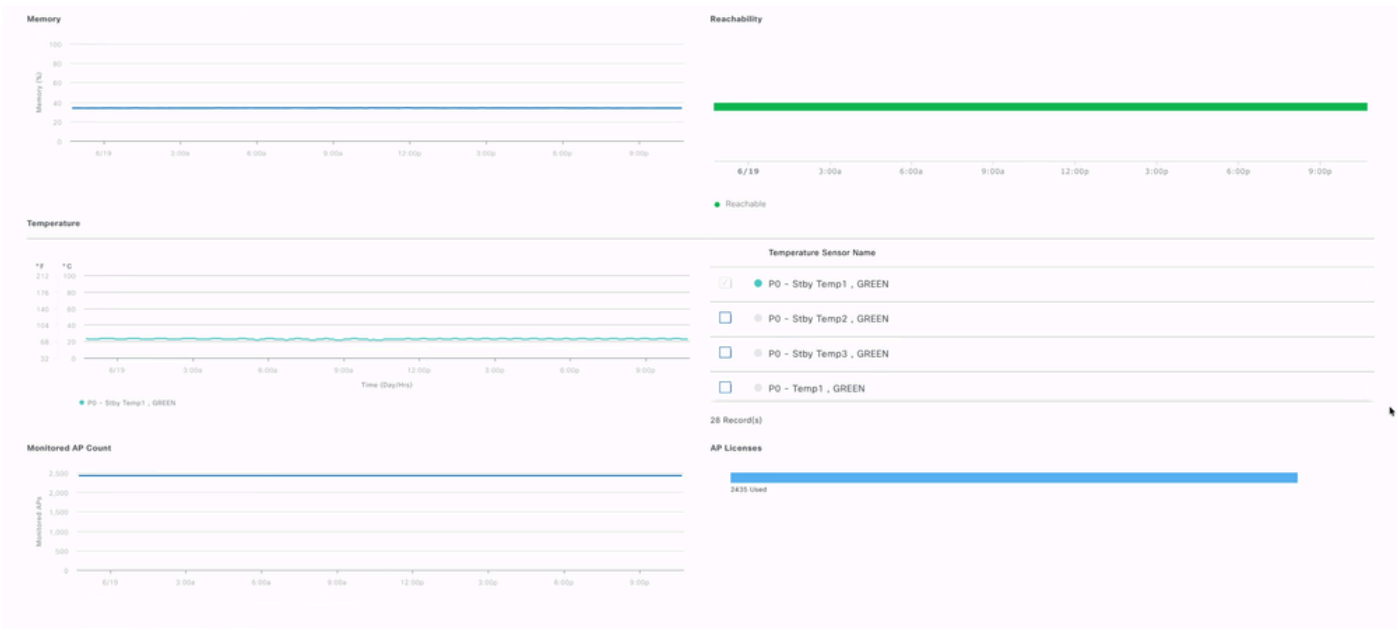 Memory
Memory (%)
100
80
60
40
20
0
6/19 3:00a 6:00a 9:00a 12:00p 3:00p 6:00p 9:00p
Reachability
6/19 3:00a 6:00a 9:00a 12:00p 3:00p 6:00p 9:00p
Reachable
Temperature
°F °C
212 100
176 80
140 60
104 40
68 20
32 0
6/19 3:00a 6:00a 9:00a 12:00p 3:00p 6:00p 9:00p
Time (Day/Hrs)
P0 - Stby Temp1 , GREEN
Temperature Sensor Name
P0 - Stby Temp1 , GREEN
P0 - Stby Temp2 , GREEN
P0 - Stby Temp3 , GREEN
P0 - Temp1 , GREEN
28 Record(s)
Monitored AP Count
Monitored APs
2,500
2,000
1,500
1,000
500
0
6/19 3:00a 6:00a 9:00a 12:00p 3:00p 6:00p 9:00p
AP Licenses
2435 Used